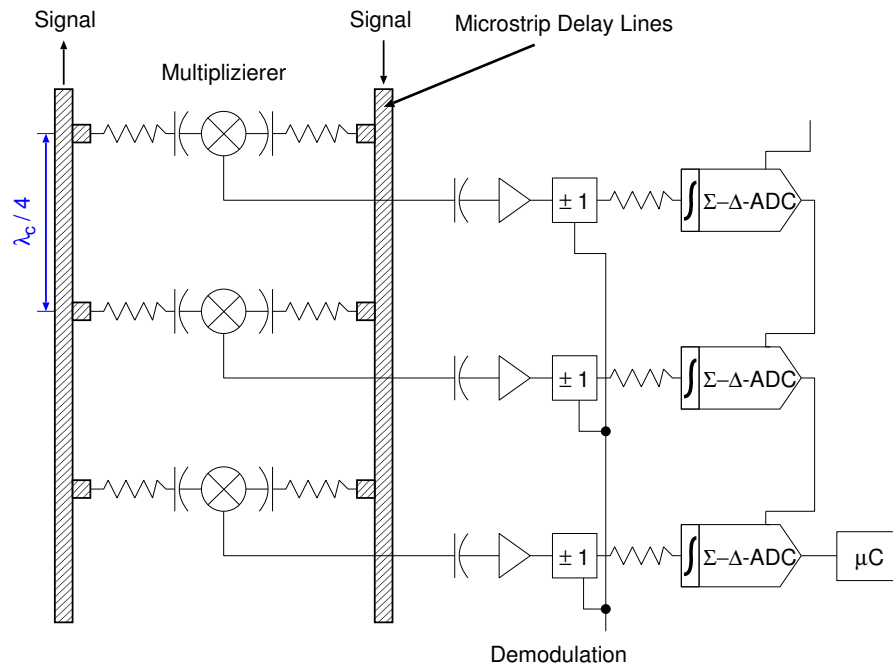 Signal
Signal
Microstrip Delay Lines
Multiplizierer
λc / 4
± 1
∫
Σ−Δ-ADC
± 1
∫
Σ−Δ-ADC
± 1
∫
Σ−Δ-ADC
μC
Demodulation